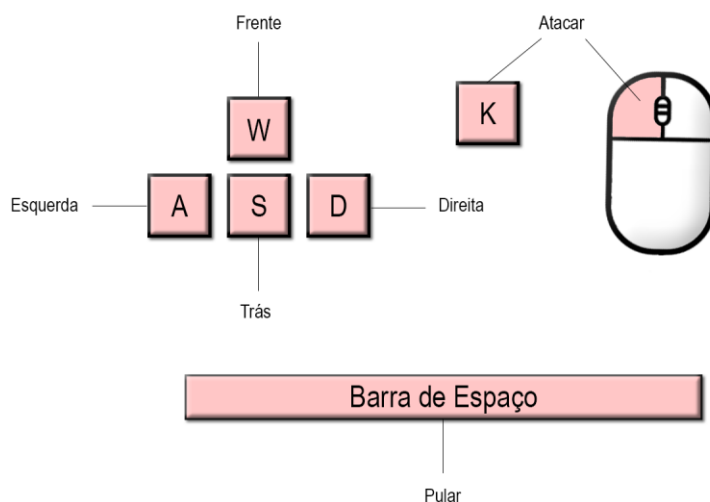 Frente
Atacar
W
K
Esquerda
A
S
D
Direita
Trás
Barra de Espaço
Pular